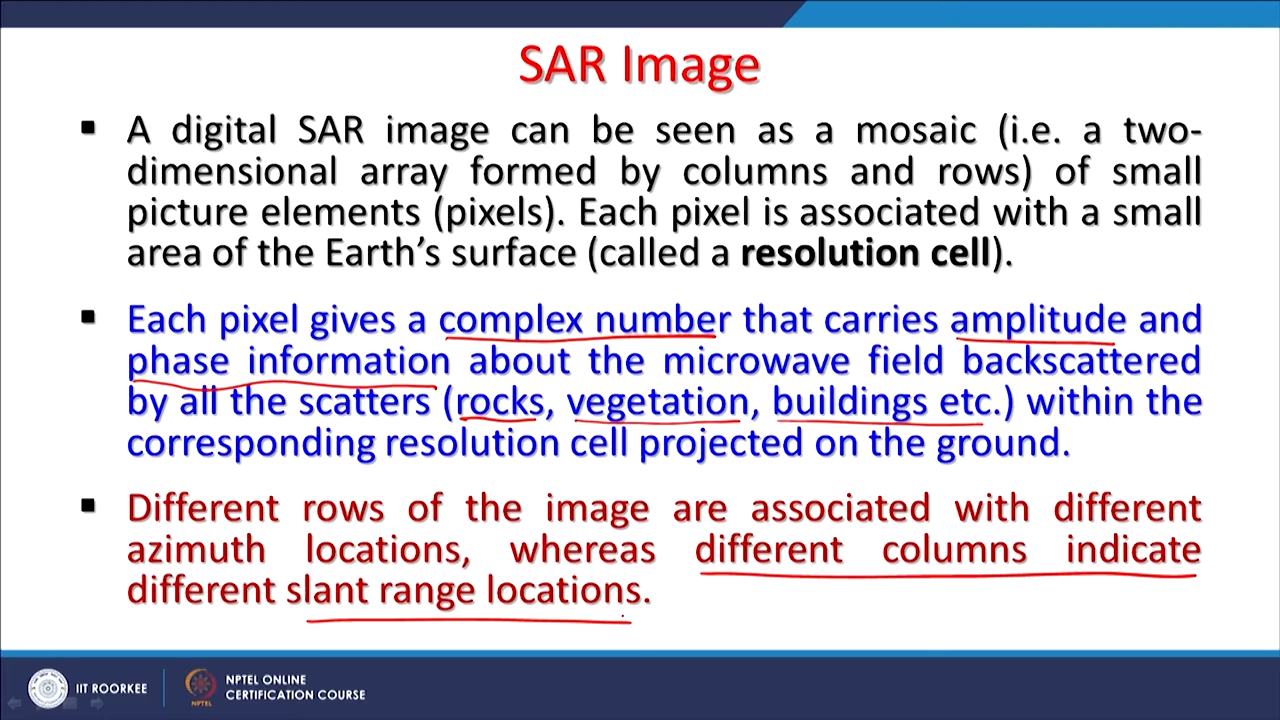 SAR Image
▪ A digital SAR image can be seen as a mosaic (i.e. a two-
dimensional array formed by columns and rows) of small
picture elements (pixels). Each pixel is associated with a small
area of the Earth’s surface (called a resolution cell).
▪ Each pixel gives a complex number that carries amplitude and
phase information about the microwave field backscattered
by all the scatters (rocks, vegetation, buildings etc.) within the
corresponding resolution cell projected on the ground.
▪ Different rows of the image are associated with different
azimuth locations, whereas different columns indicate
different slant range locations.
IIT ROORKEE
NPTEL
NPTEL ONLINE
CERTIFICATION COURSE